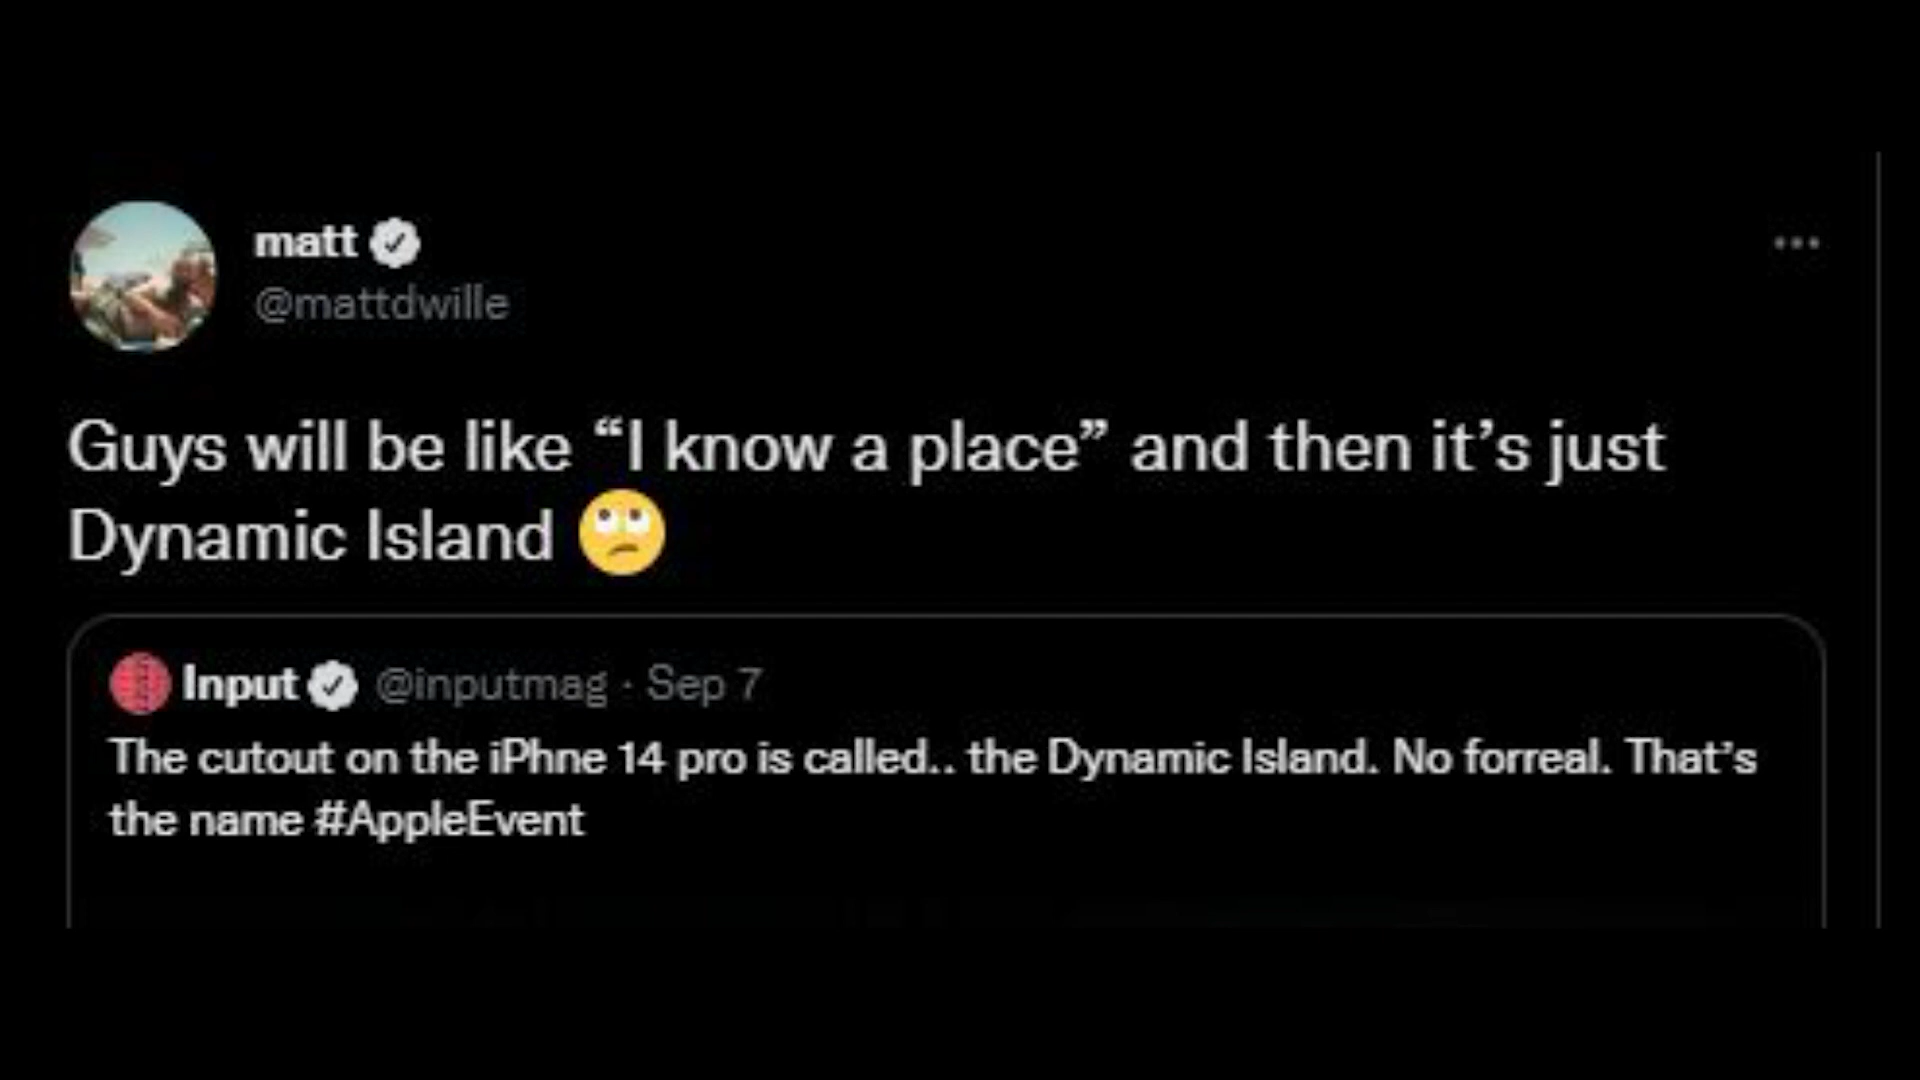 matt
@mattdwille
Guys will be like “I know a place” and then it’s just
Dynamic Island 🙄
Input @inputmag · Sep 7
The cutout on the iPhne 14 pro is called.. the Dynamic Island. No forreal. That’s
the name #AppleEvent